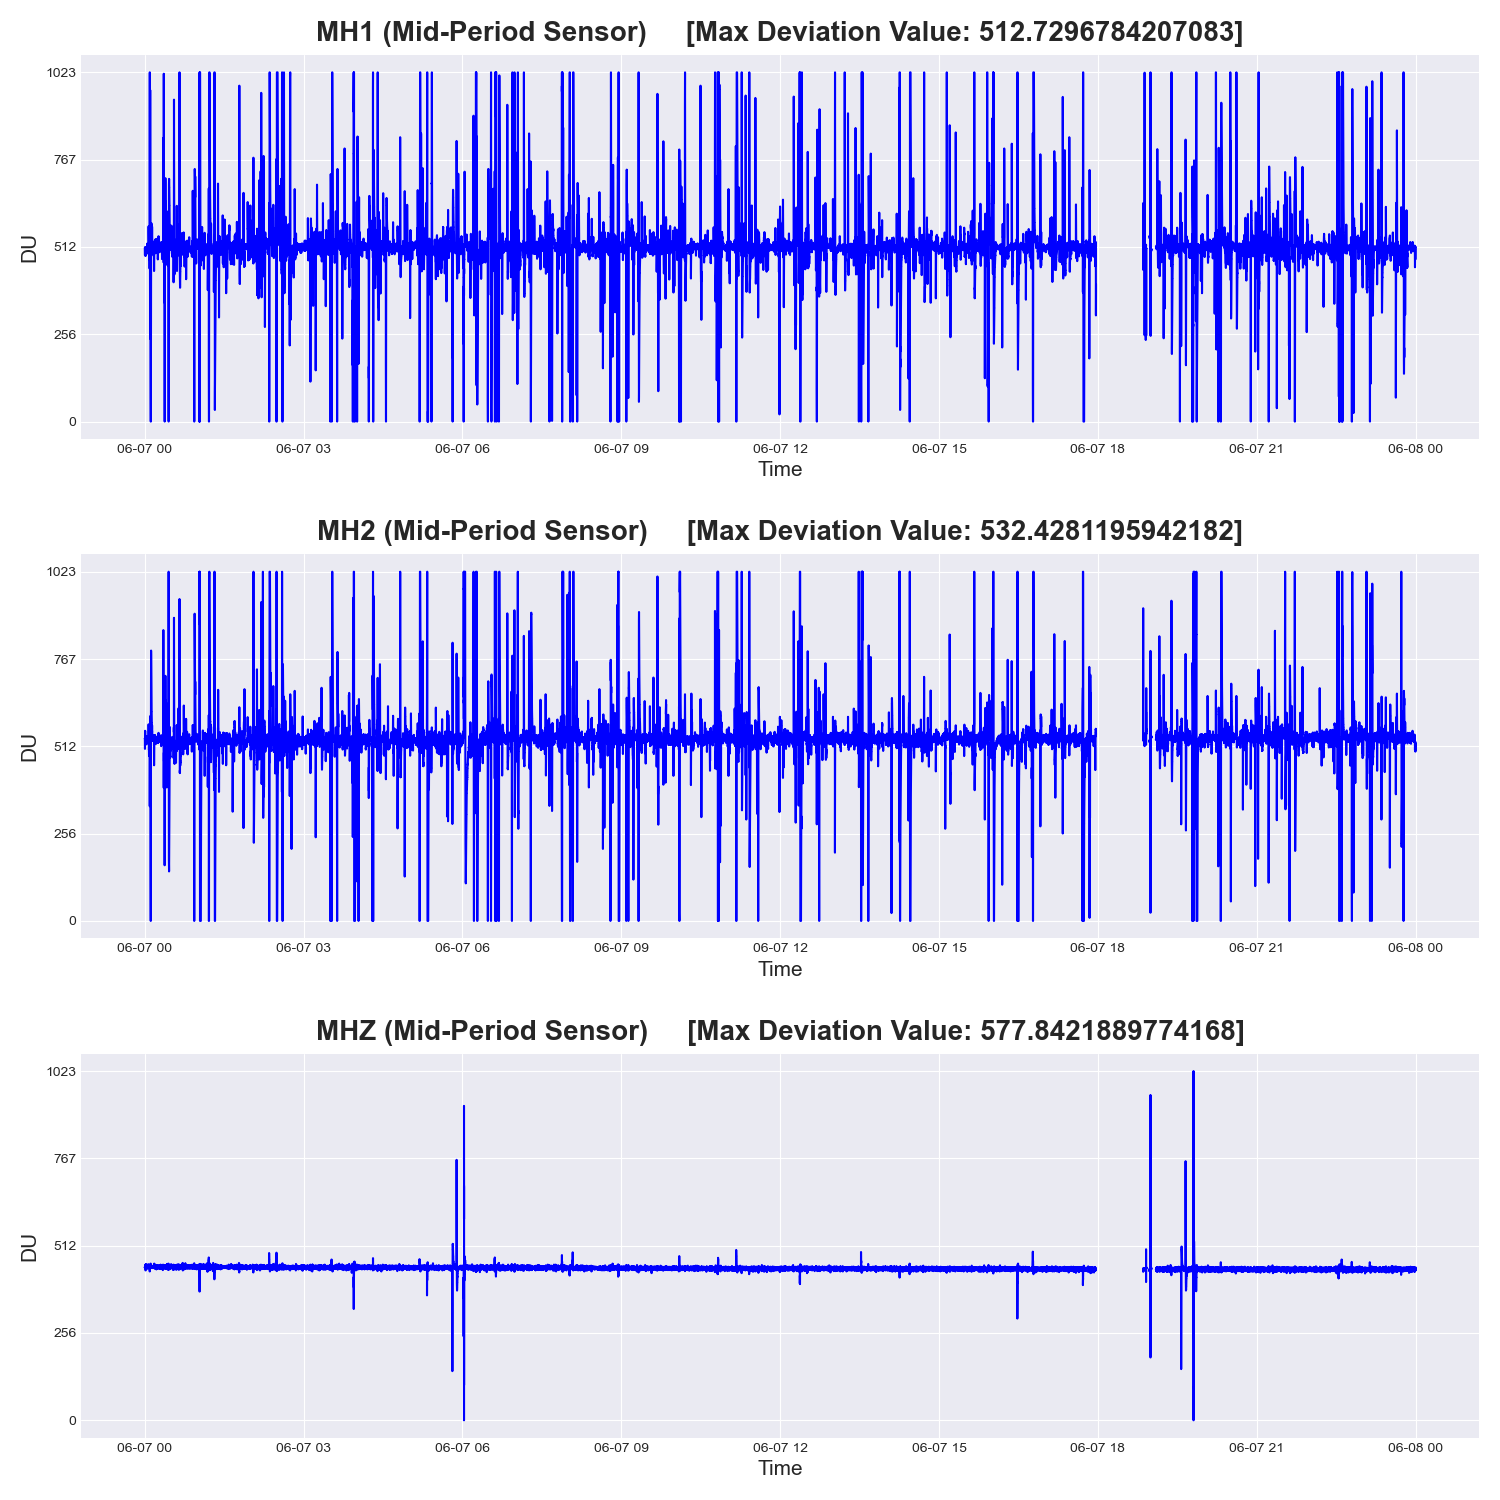 MH1 (Mid-Period Sensor) [Max Deviation Value: 512.7296784207083]
1023
767
512
256
0
DU
06-07 00 06-07 03 06-07 06 06-07 09 06-07 12 06-07 15 06-07 18 06-07 21 06-08 00
Time
MH2 (Mid-Period Sensor) [Max Deviation Value: 532.4281195942182]
1023
767
512
256
0
DU
06-07 00 06-07 03 06-07 06 06-07 09 06-07 12 06-07 15 06-07 18 06-07 21 06-08 00
Time
MHZ (Mid-Period Sensor) [Max Deviation Value: 577.8421889774168]
1023
767
512
256
0
DU
06-07 00 06-07 03 06-07 06 06-07 09 06-07 12 06-07 15 06-07 18 06-07 21 06-08 00
Time